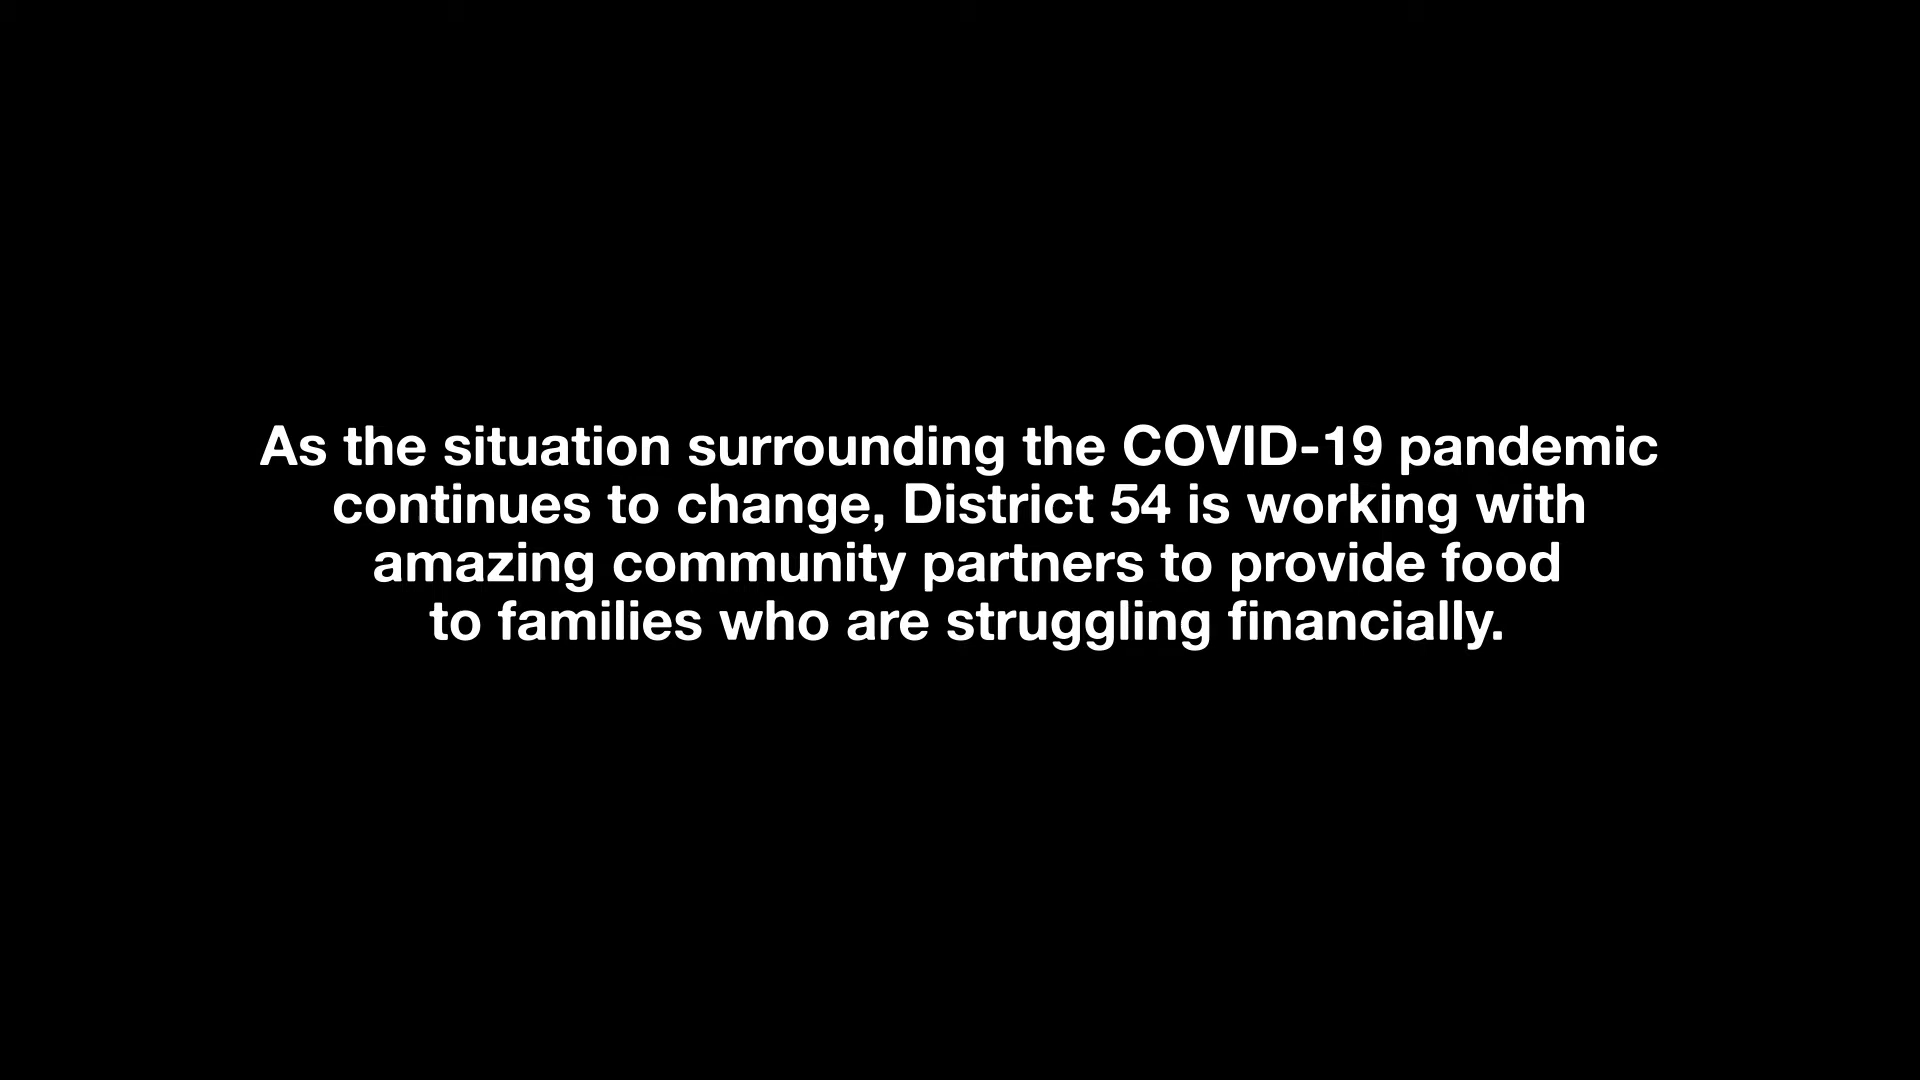 As the situation surrounding the COVID-19 pandemic
continues to change, District 54 is working with
amazing community partners to provide food
to families who are struggling financially.